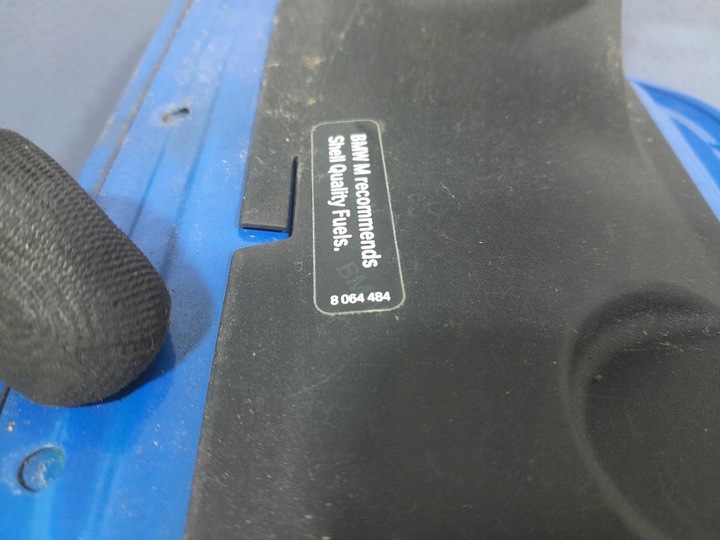 BMW M recommends
Shell Quality Fuels.
8 064 484